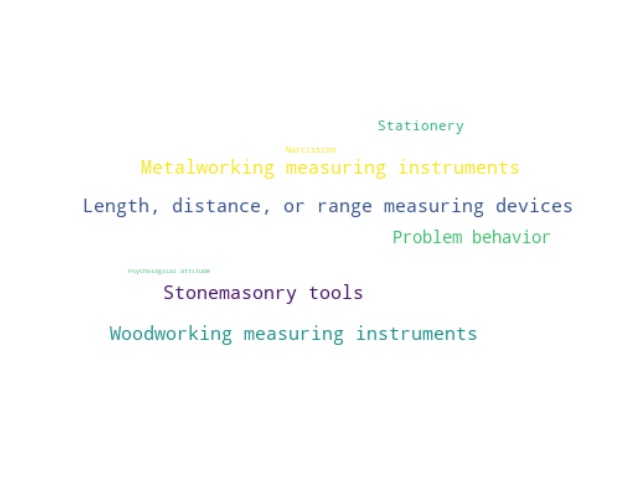 Stationery
Narcissism
Metalworking measuring instruments
Length, distance, or range measuring devices
Problem behavior
Psychological attitude
Stonemasonry tools
Woodworking measuring instruments